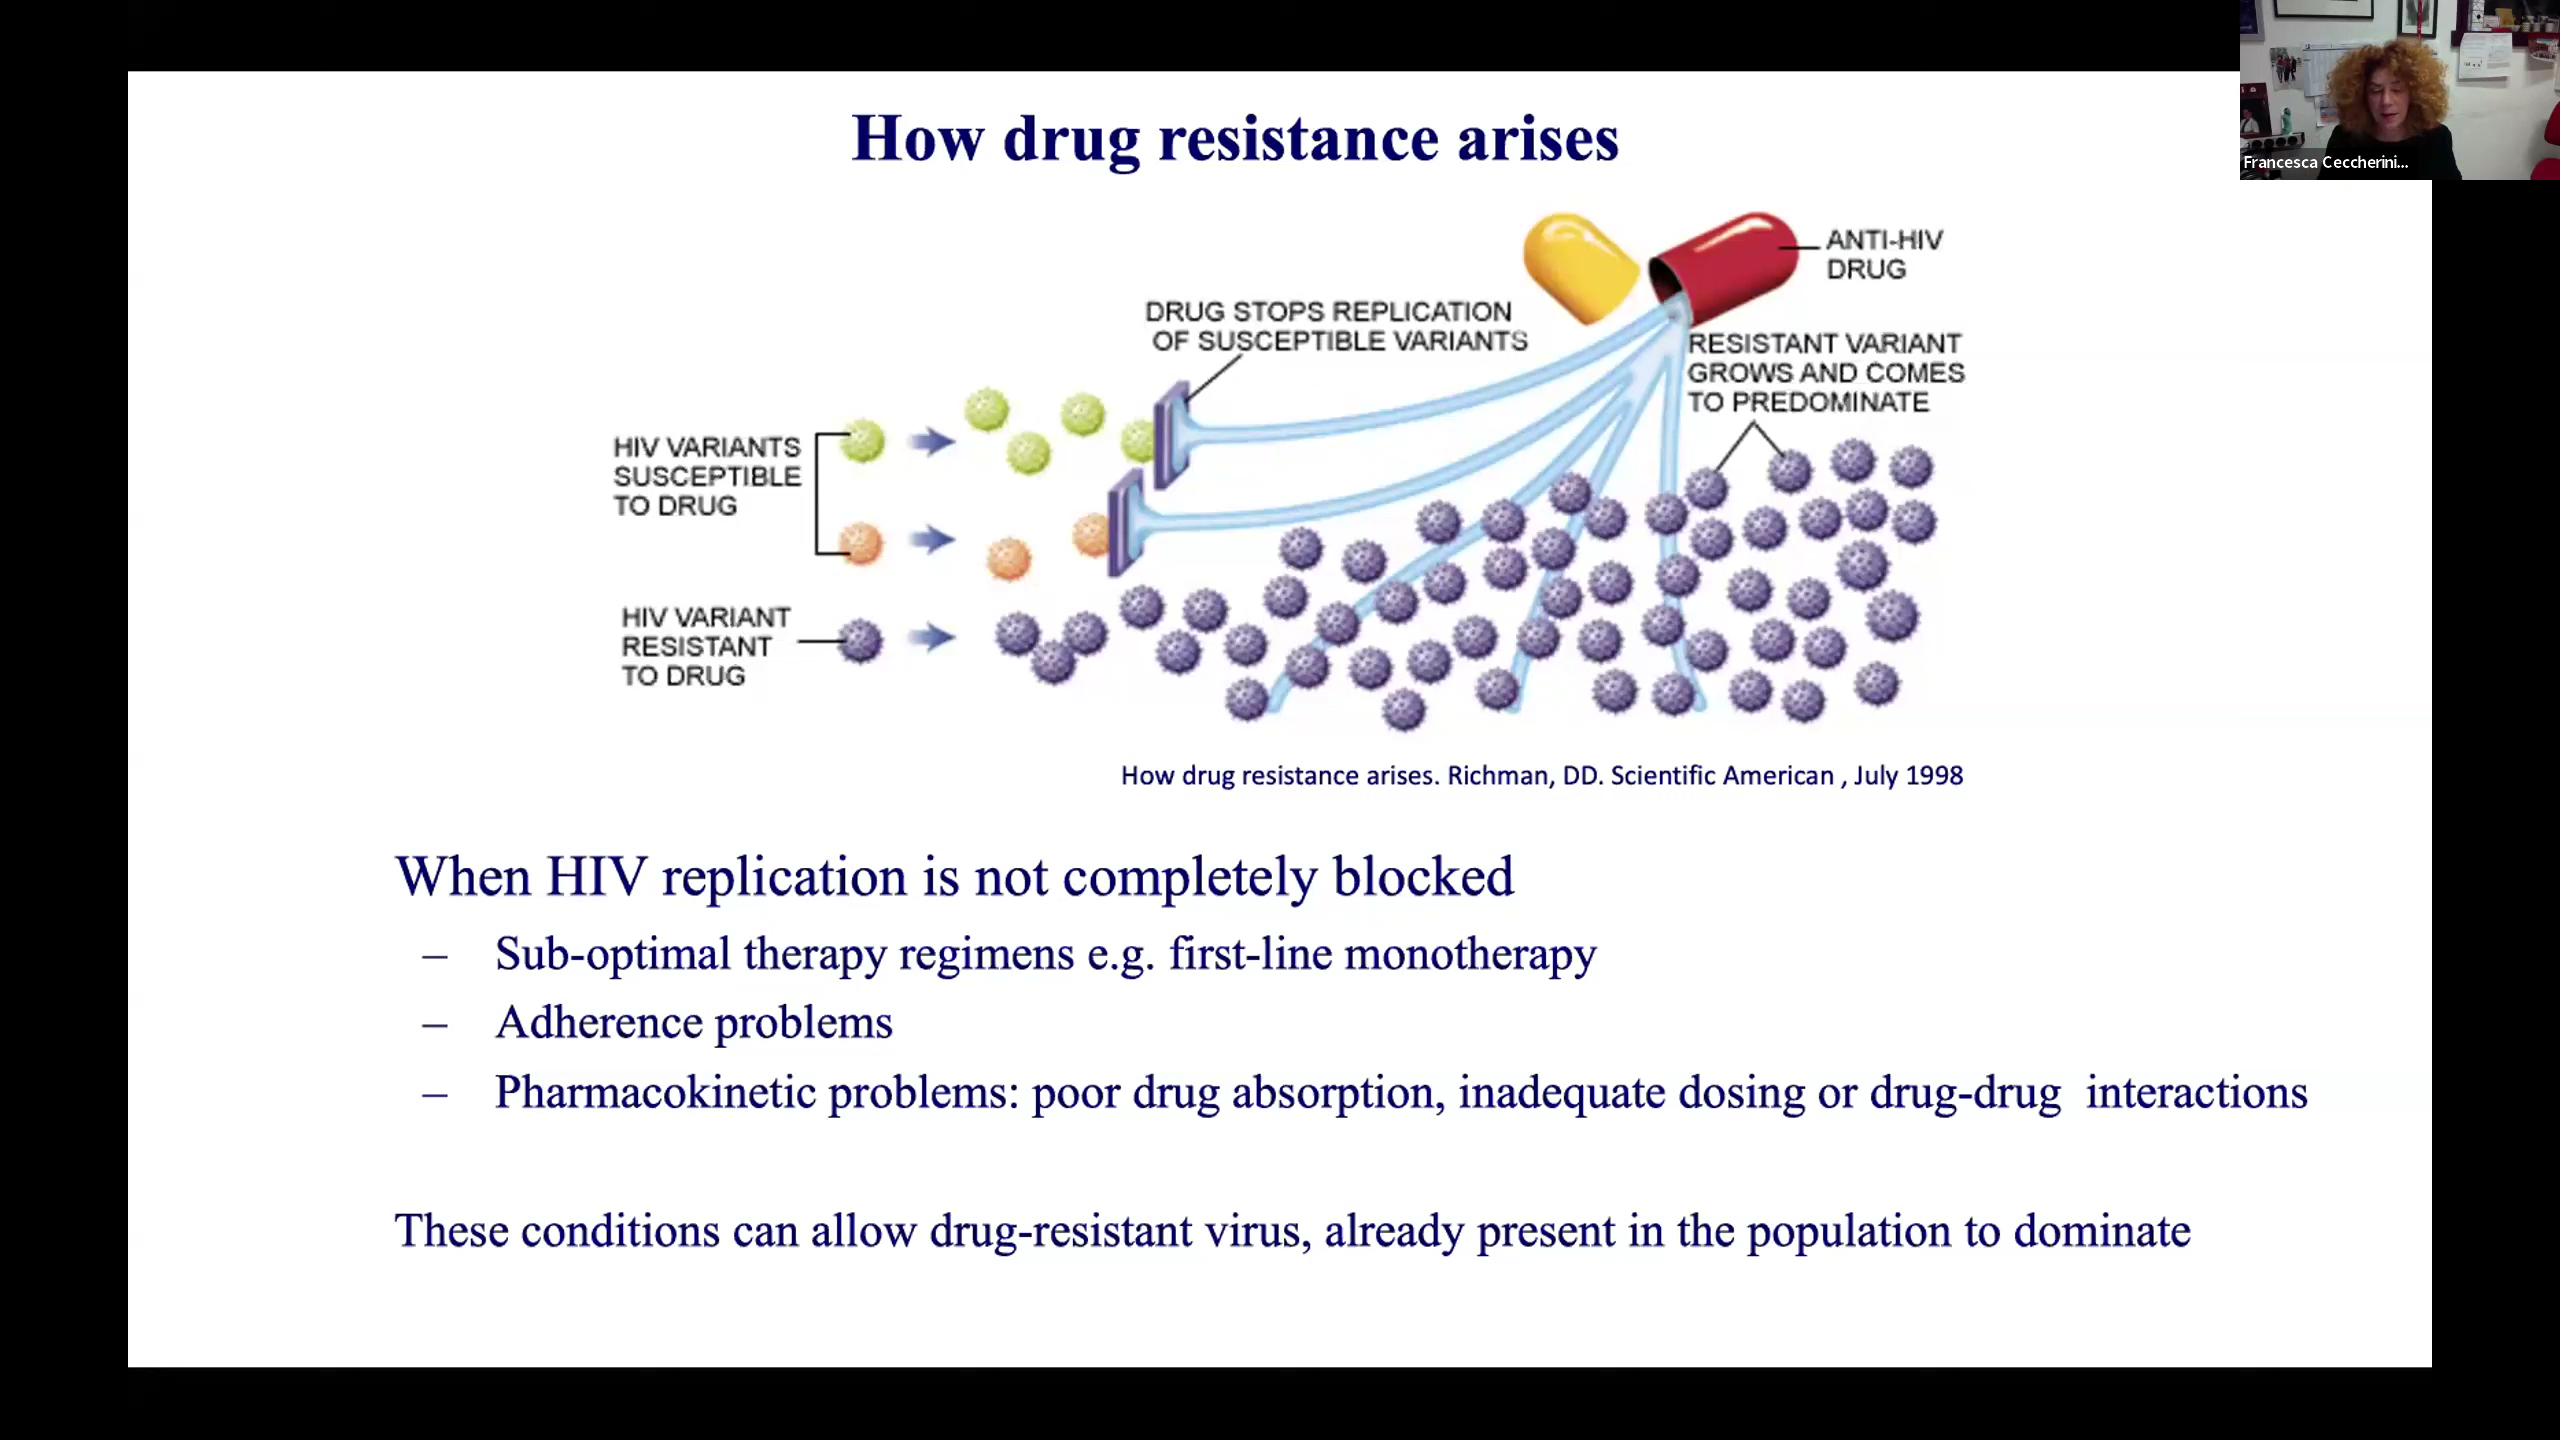 How drug resistance arises
Francesca Ceccherini...
ANTI-HIV
DRUG
DRUG STOPS REPLICATION
OF SUSCEPTIBLE VARIANTS
RESISTANT VARIANT
GROWS AND COMES
TO PREDOMINATE
HIV VARIANTS
SUSCEPTIBLE
TO DRUG
HIV VARIANT
RESISTANT
TO DRUG
How drug resistance arises. Richman, DD. Scientific American , July 1998
When HIV replication is not completely blocked
– Sub-optimal therapy regimens e.g. first-line monotherapy
– Adherence problems
– Pharmacokinetic problems: poor drug absorption, inadequate dosing or drug-drug interactions
These conditions can allow drug-resistant virus, already present in the population to dominate